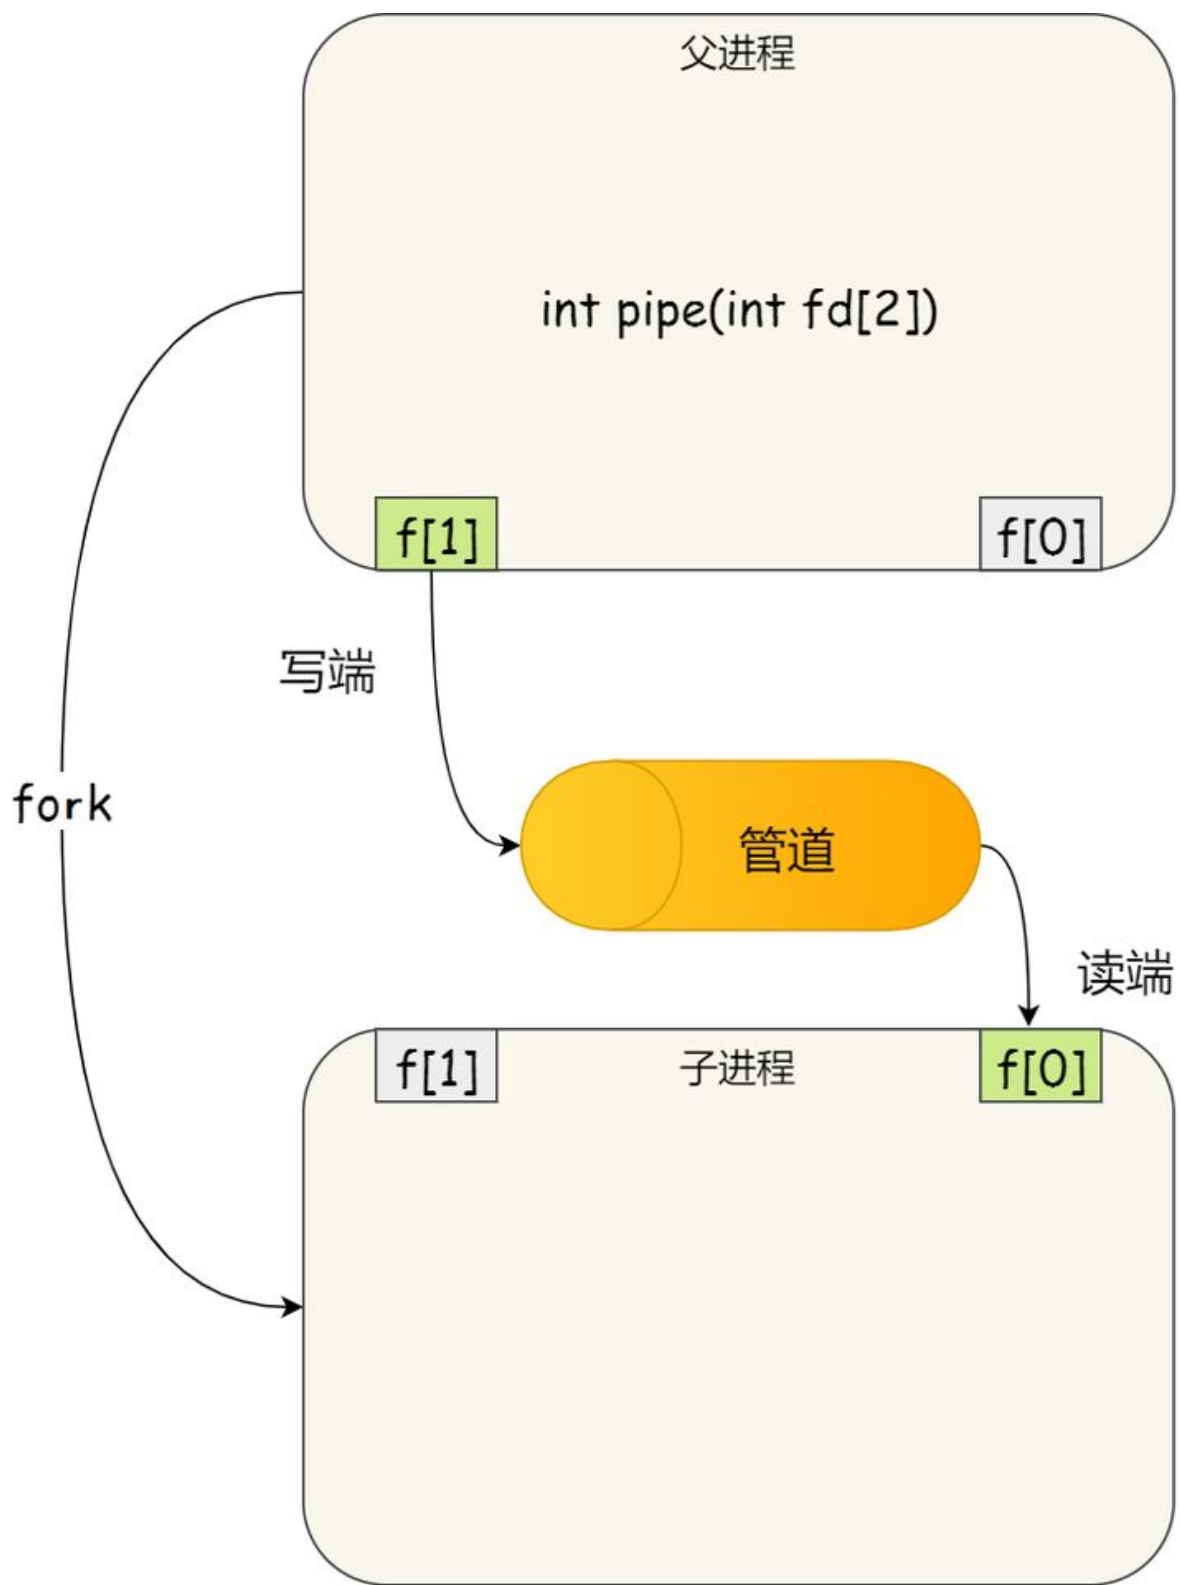 父进程
int pipe(int fd[2])
f[1]
f[0]
写端
fork
管道
读端
f[1]
子进程
f[0]